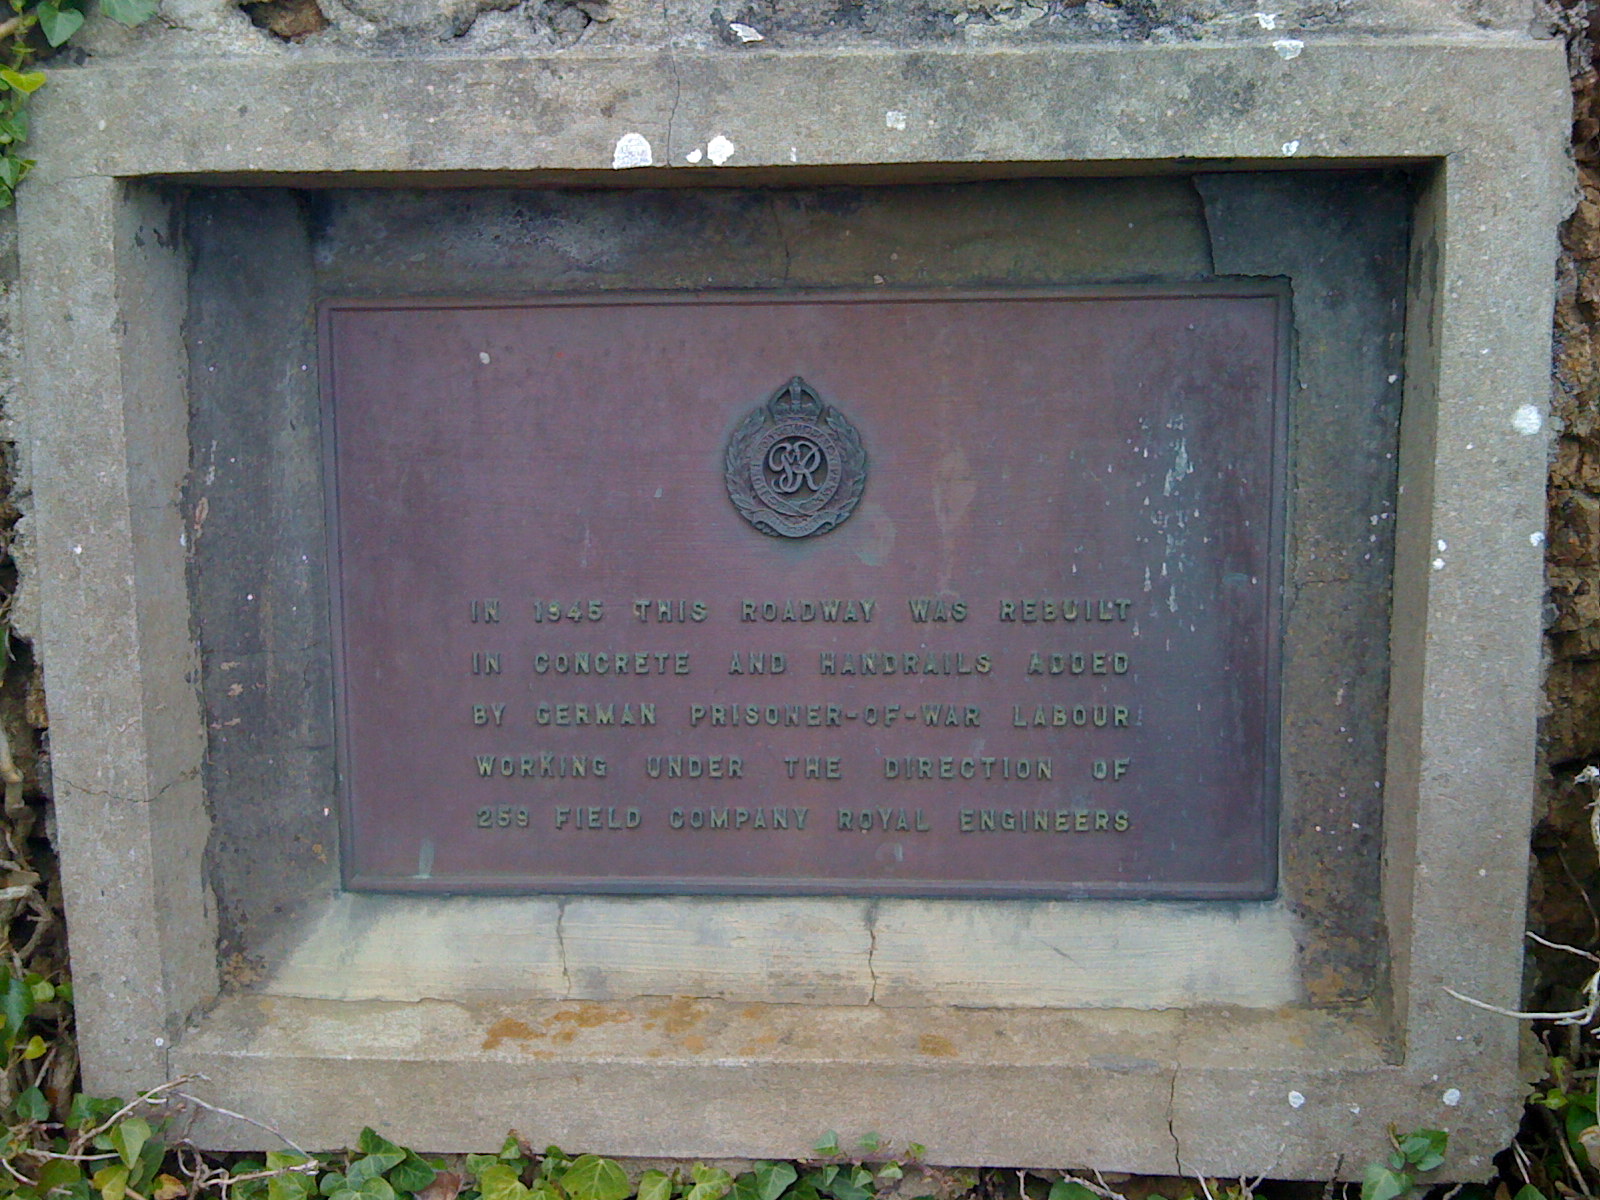 IN 1945 THIS ROADWAY WAS REBUILT
IN CONCRETE AND HANDRAILS ADDED
BY GERMAN PRISONER-OF-WAR LABOUR
WORKING UNDER THE DIRECTION OF
259 FIELD COMPANY ROYAL ENGINEERS